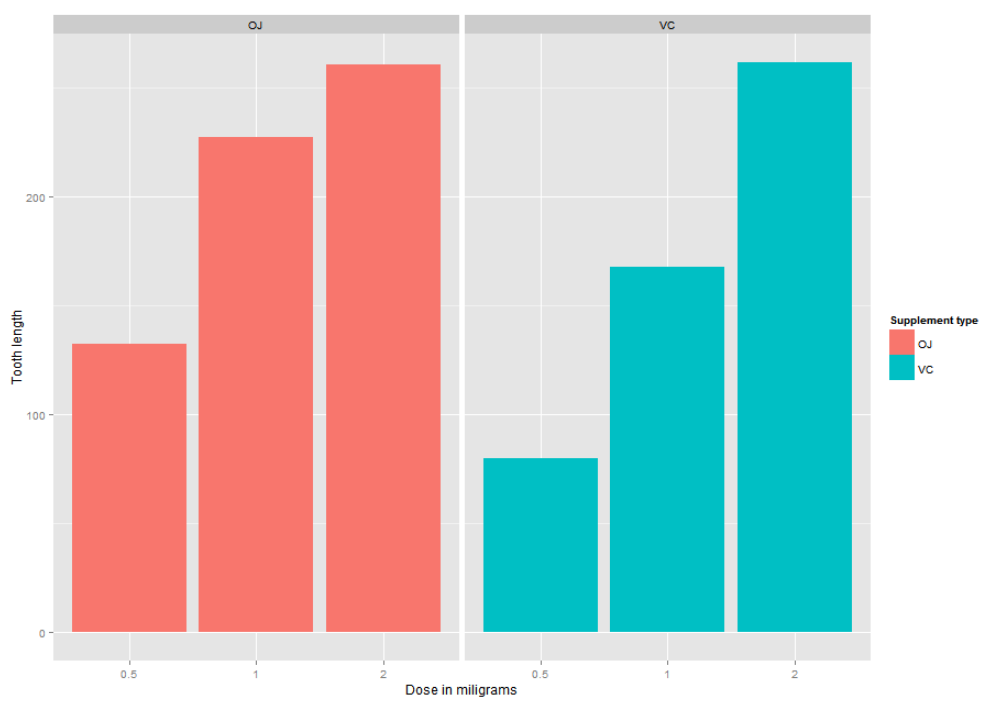 OJ
VC
Tooth length
200
100
0
0.5
1
2
0.5
1
2
Dose in miligrams
Supplement type
OJ
VC